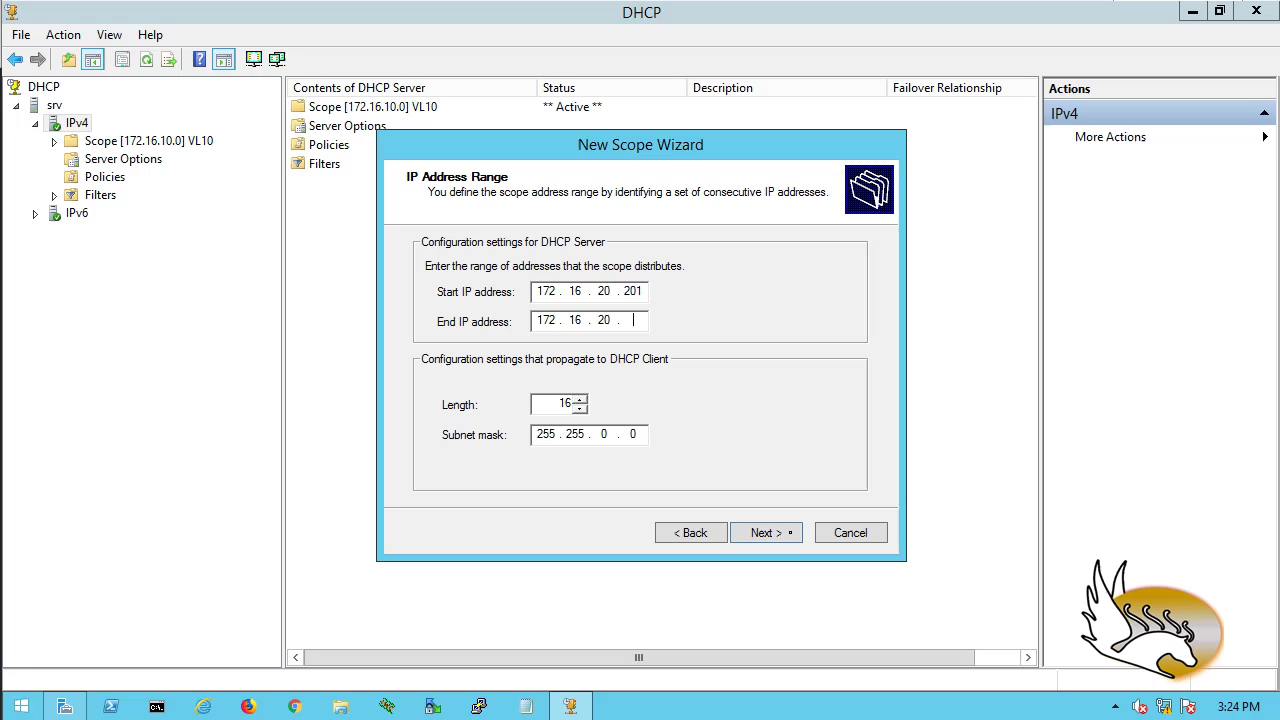 DHCP
File Action View Help
DHCP
srv
IPv4
Scope [172.16.10.0] VL10
Server Options
Policies
Filters
IPv6
Contents of DHCP Server Status Description Failover Relationship
Scope [172.16.10.0] VL10 ** Active **
Server Options
Policies
Filters
New Scope Wizard
IP Address Range
You define the scope address range by identifying a set of consecutive IP addresses.
Configuration settings for DHCP Server
Enter the range of addresses that the scope distributes.
Start IP address: 172 . 16 . 20 . 201
End IP address: 172 . 16 . 20 .
Configuration settings that propagate to DHCP Client
Length: 16
Subnet mask: 255 . 255 . 0 . 0
< Back Next > Cancel
Actions
IPv4
More Actions
3:24 PM